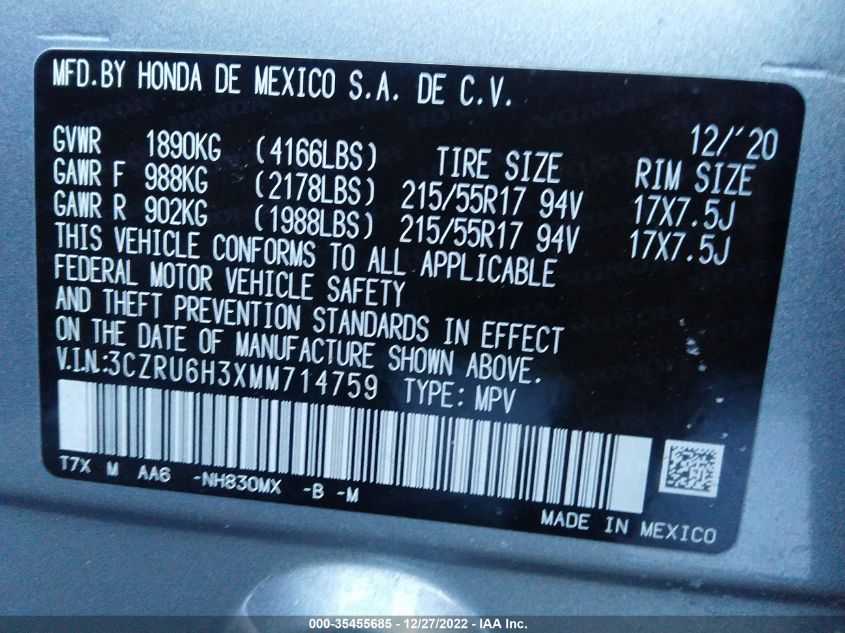 MFD.BY HONDA DE MEXICO S.A. DE C.V.
12/'20
GVWR 1890KG (4166LBS) TIRE SIZE RIM SIZE
GAWR F 988KG (2178LBS) 215/55R17 94V 17X7.5J
GAWR R 902KG (1988LBS) 215/55R17 94V 17X7.5J
THIS VEHICLE CONFORMS TO ALL APPLICABLE
FEDERAL MOTOR VEHICLE SAFETY
AND THEFT PREVENTION STANDARDS IN EFFECT
ON THE DATE OF MANUFACTURE SHOWN ABOVE.
V.I.N.:3CZRU6H3XMM714759 TYPE: MPV
T7X M AA6 -NH830MX -B -M
MADE IN MEXICO
000-35455685 - 12/27/2022 - IAA Inc.